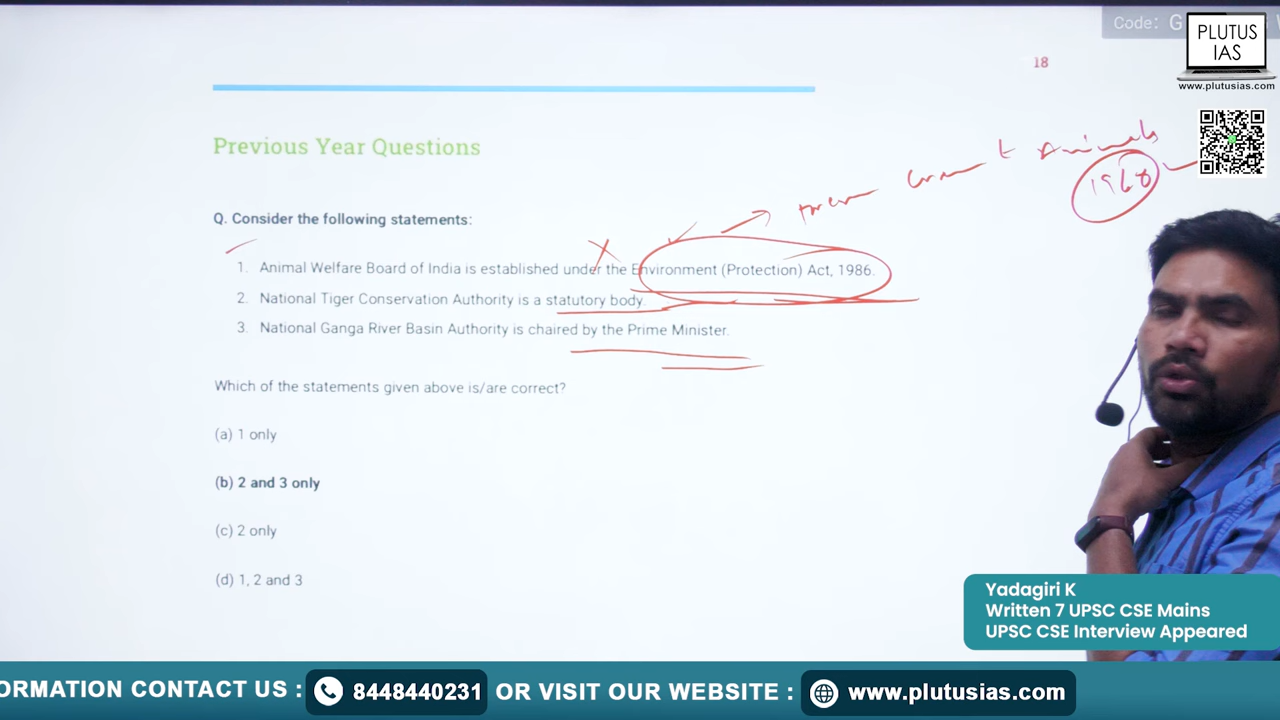 Code: G
PLUTUS
IAS
www.plutusias.com
18
Previous Year Questions
t Animals
1960
Q. Consider the following statements:
1. Animal Welfare Board of India is established under the Environment (Protection) Act, 1986.
2. National Tiger Conservation Authority is a statutory body.
3. National Ganga River Basin Authority is chaired by the Prime Minister.
Which of the statements given above is/are correct?
(a) 1 only
(b) 2 and 3 only
(c) 2 only
(d) 1, 2 and 3
Yadagiri K
Written 7 UPSC CSE Mains
UPSC CSE Interview Appeared
ORMATION CONTACT US : 8448440231 OR VISIT OUR WEBSITE : www.plutusias.com